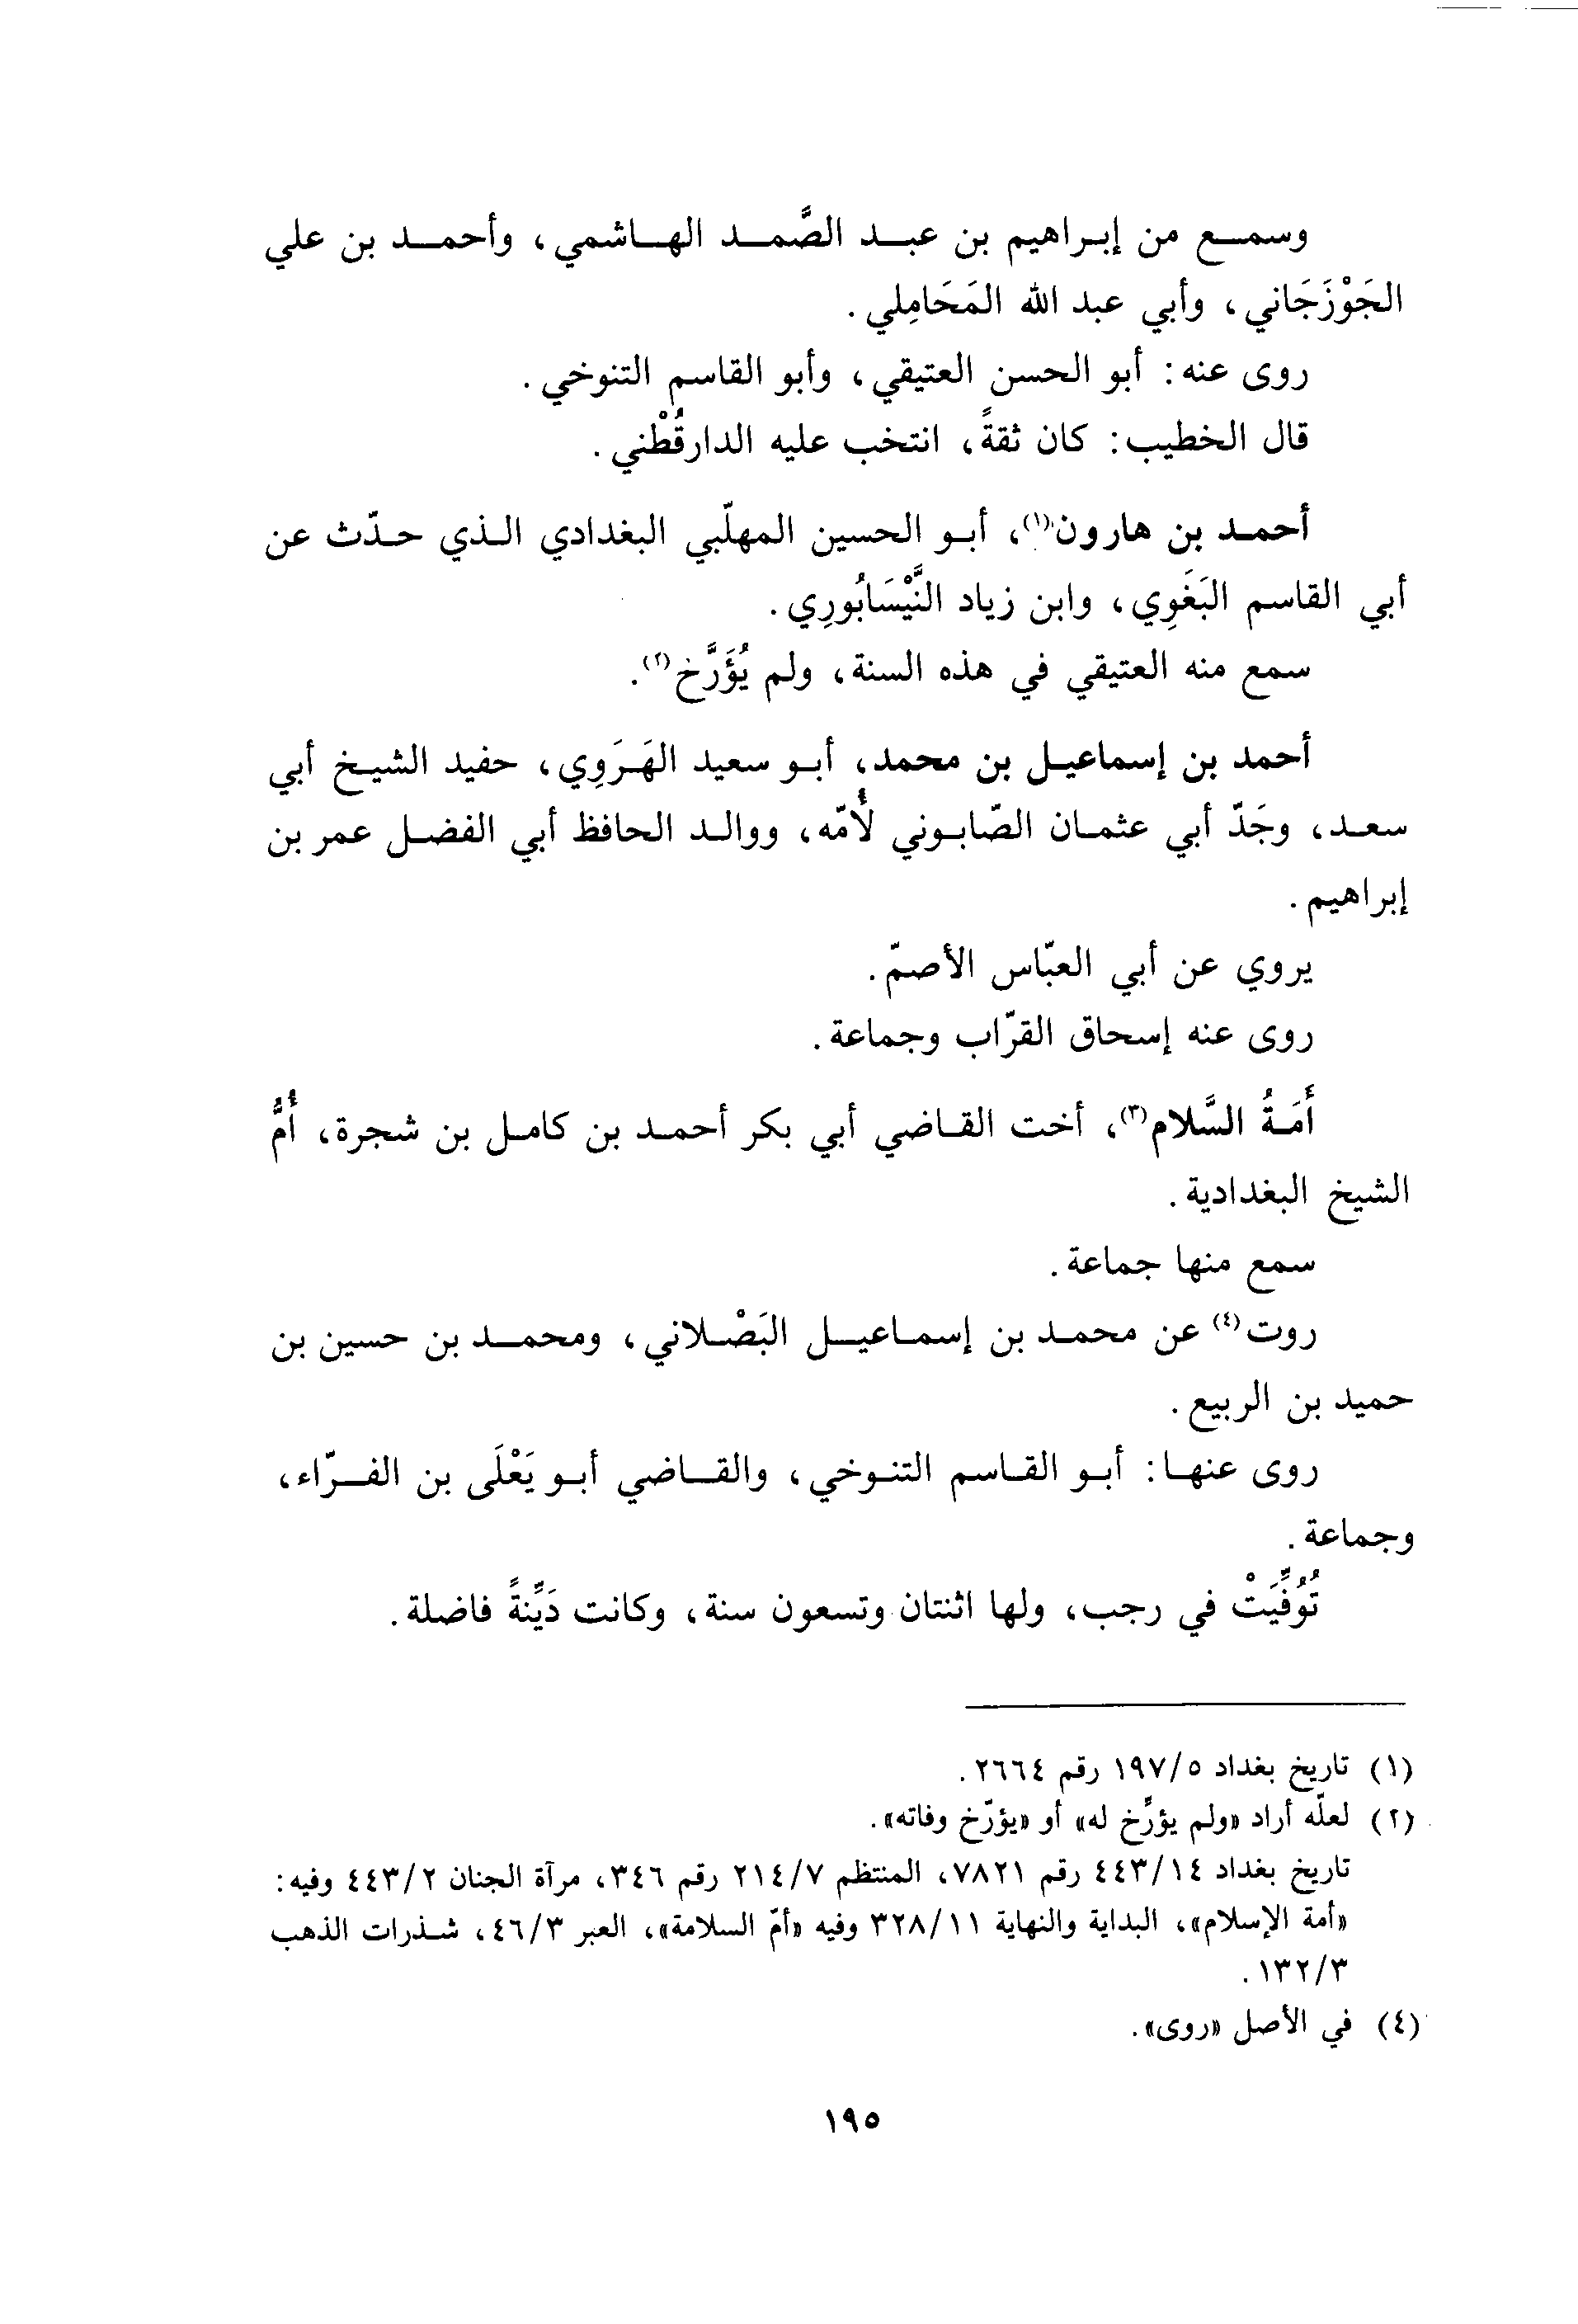 وسمع من إبراهيم بن عبد الصَّمد الهاشمي، وأحمد بن علي
الجَوْزَجَاني، وأبي عبد الله المَحَامِلي.
روى عنه: أبو الحسن العتيقي، وأبو القاسم التنوخي.
قال الخطيب: كان ثقةً، انتخب عليه الدارقُطْني.
أحمد بن هارون(١)، أبو الحسين المهلّبي البغدادي الذي حدّث عن
أبي القاسم البَغَوِي، وابن زياد النَّيْسَابُورِي.
سمع منه العتيقي في هذه السنة، ولم يُؤَرَّخ(٢).
أحمد بن إسماعيل بن محمد، أبو سعيد الهَرَوِي، حفيد الشيخ أبي
سعد، وجَدّ أبي عثمان الصّابوني لأُمّه، ووالد الحافظ أبي الفضل عمر بن
إبراهيم.
يروي عن أبي العبّاس الأصمّ.
روى عنه إسحاق القرّاب وجماعة.
أَمَةُ السَّلام(٣)، أخت القاضي أبي بكر أحمد بن كامل بن شجرة، أُمُّ
الشيخ البغدادية.
سمع منها جماعة.
روت(٤) عن محمد بن إسماعيل البَصْلاني، ومحمد بن حسين بن
حميد بن الربيع.
روى عنها: أبو القاسم التنوخي، والقاضي أبو يَعْلَى بن الفرّاء،
وجماعة.
تُوُفِّيَتْ في رجب، ولها اثنتان وتسعون سنة، وكانت دَيِّنةً فاضلة.
(١) تاريخ بغداد ١٩٧/٥ رقم ٢٦٦٤.
(٢) لعلّه أراد «ولم يؤرَّخ له» أو «يؤرّخ وفاته».
تاريخ بغداد ٤٤٣/١٤ رقم ٧٨٢١، المنتظم ٢١٤/٧ رقم ٣٤٦، مرآة الجنان ٤٤٣/٢ وفيه:
«أمة الإسلام»، البداية والنهاية ٣٢٨/١١ وفيه «أمّ السلامة»، العبر ٤٦/٣، شذرات الذهب
١٣٢/٣.
(٤) في الأصل «روى».
١٩٥